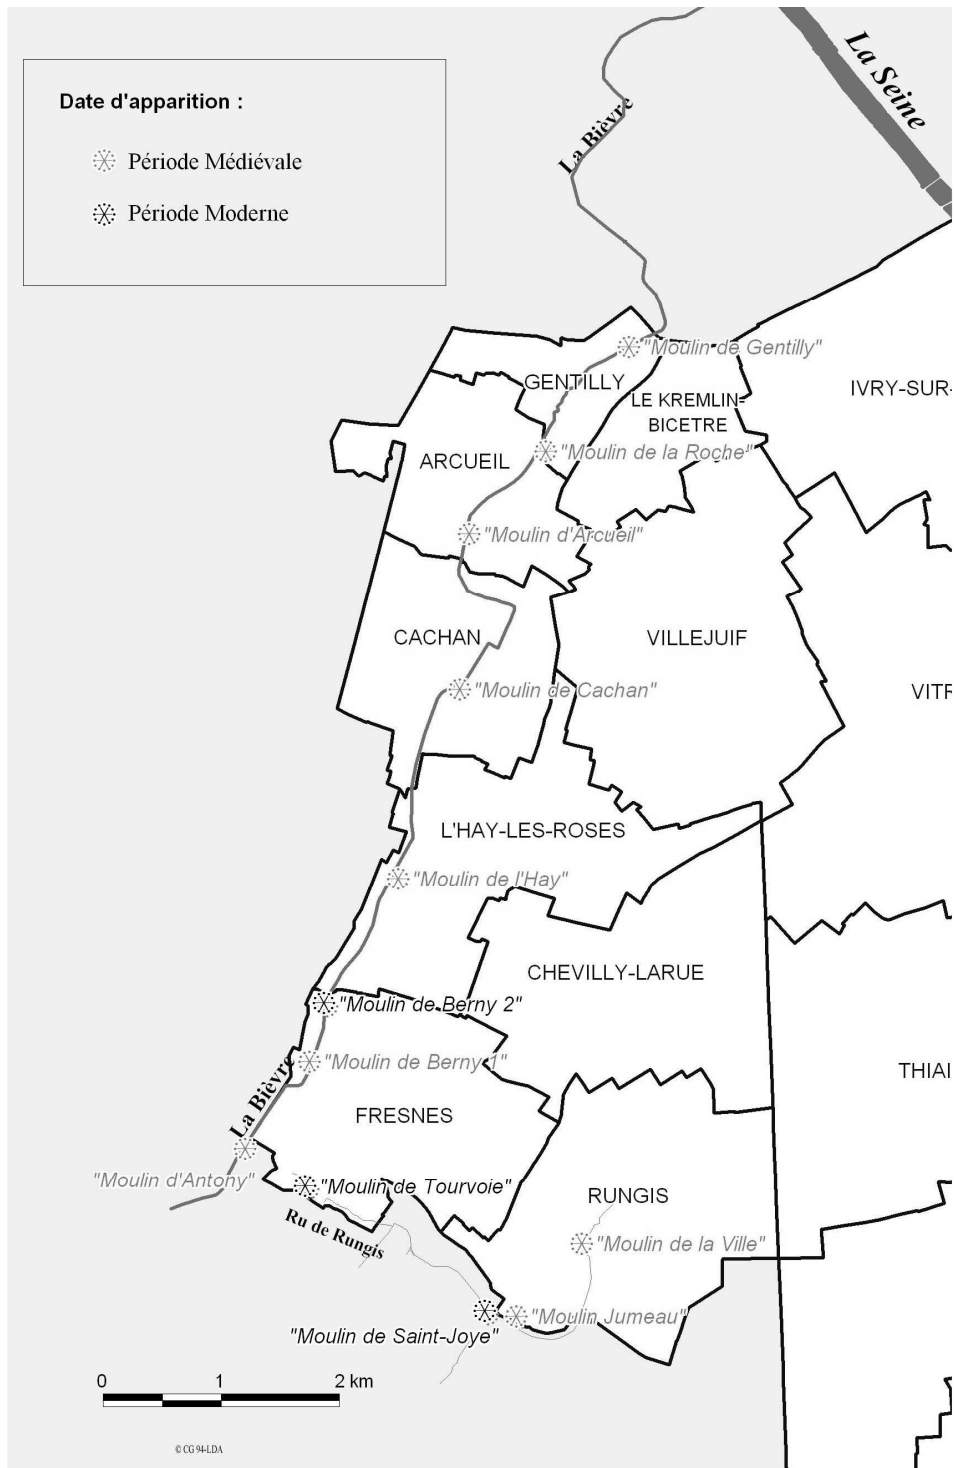 La Seine
La Bièvre
Date d'apparition :
Période Médiévale
Période Moderne
"Moulin de Gentilly"
GENTILLY
IVRY-SUR-
LE KREMLIN-
BICETRE
"Moulin de la Roche"
ARCUEIL
"Moulin d'Arcueil"
CACHAN
VILLEJUIF
"Moulin de Cachan"
VITR
L'HAY-LES-ROSES
"Moulin de l'Hay"
CHEVILLY-LARUE
"Moulin de Berny 2"
"Moulin de Berny 1"
La Bièvre
THIAI
FRESNES
"Moulin d'Antony"
"Moulin de Tourvoie"
RUNGIS
Ru de Rungis
"Moulin de la Ville"
"Moulin Jumeau"
"Moulin de Saint-Joye"
0 1 2 km
© CG 94-LDA